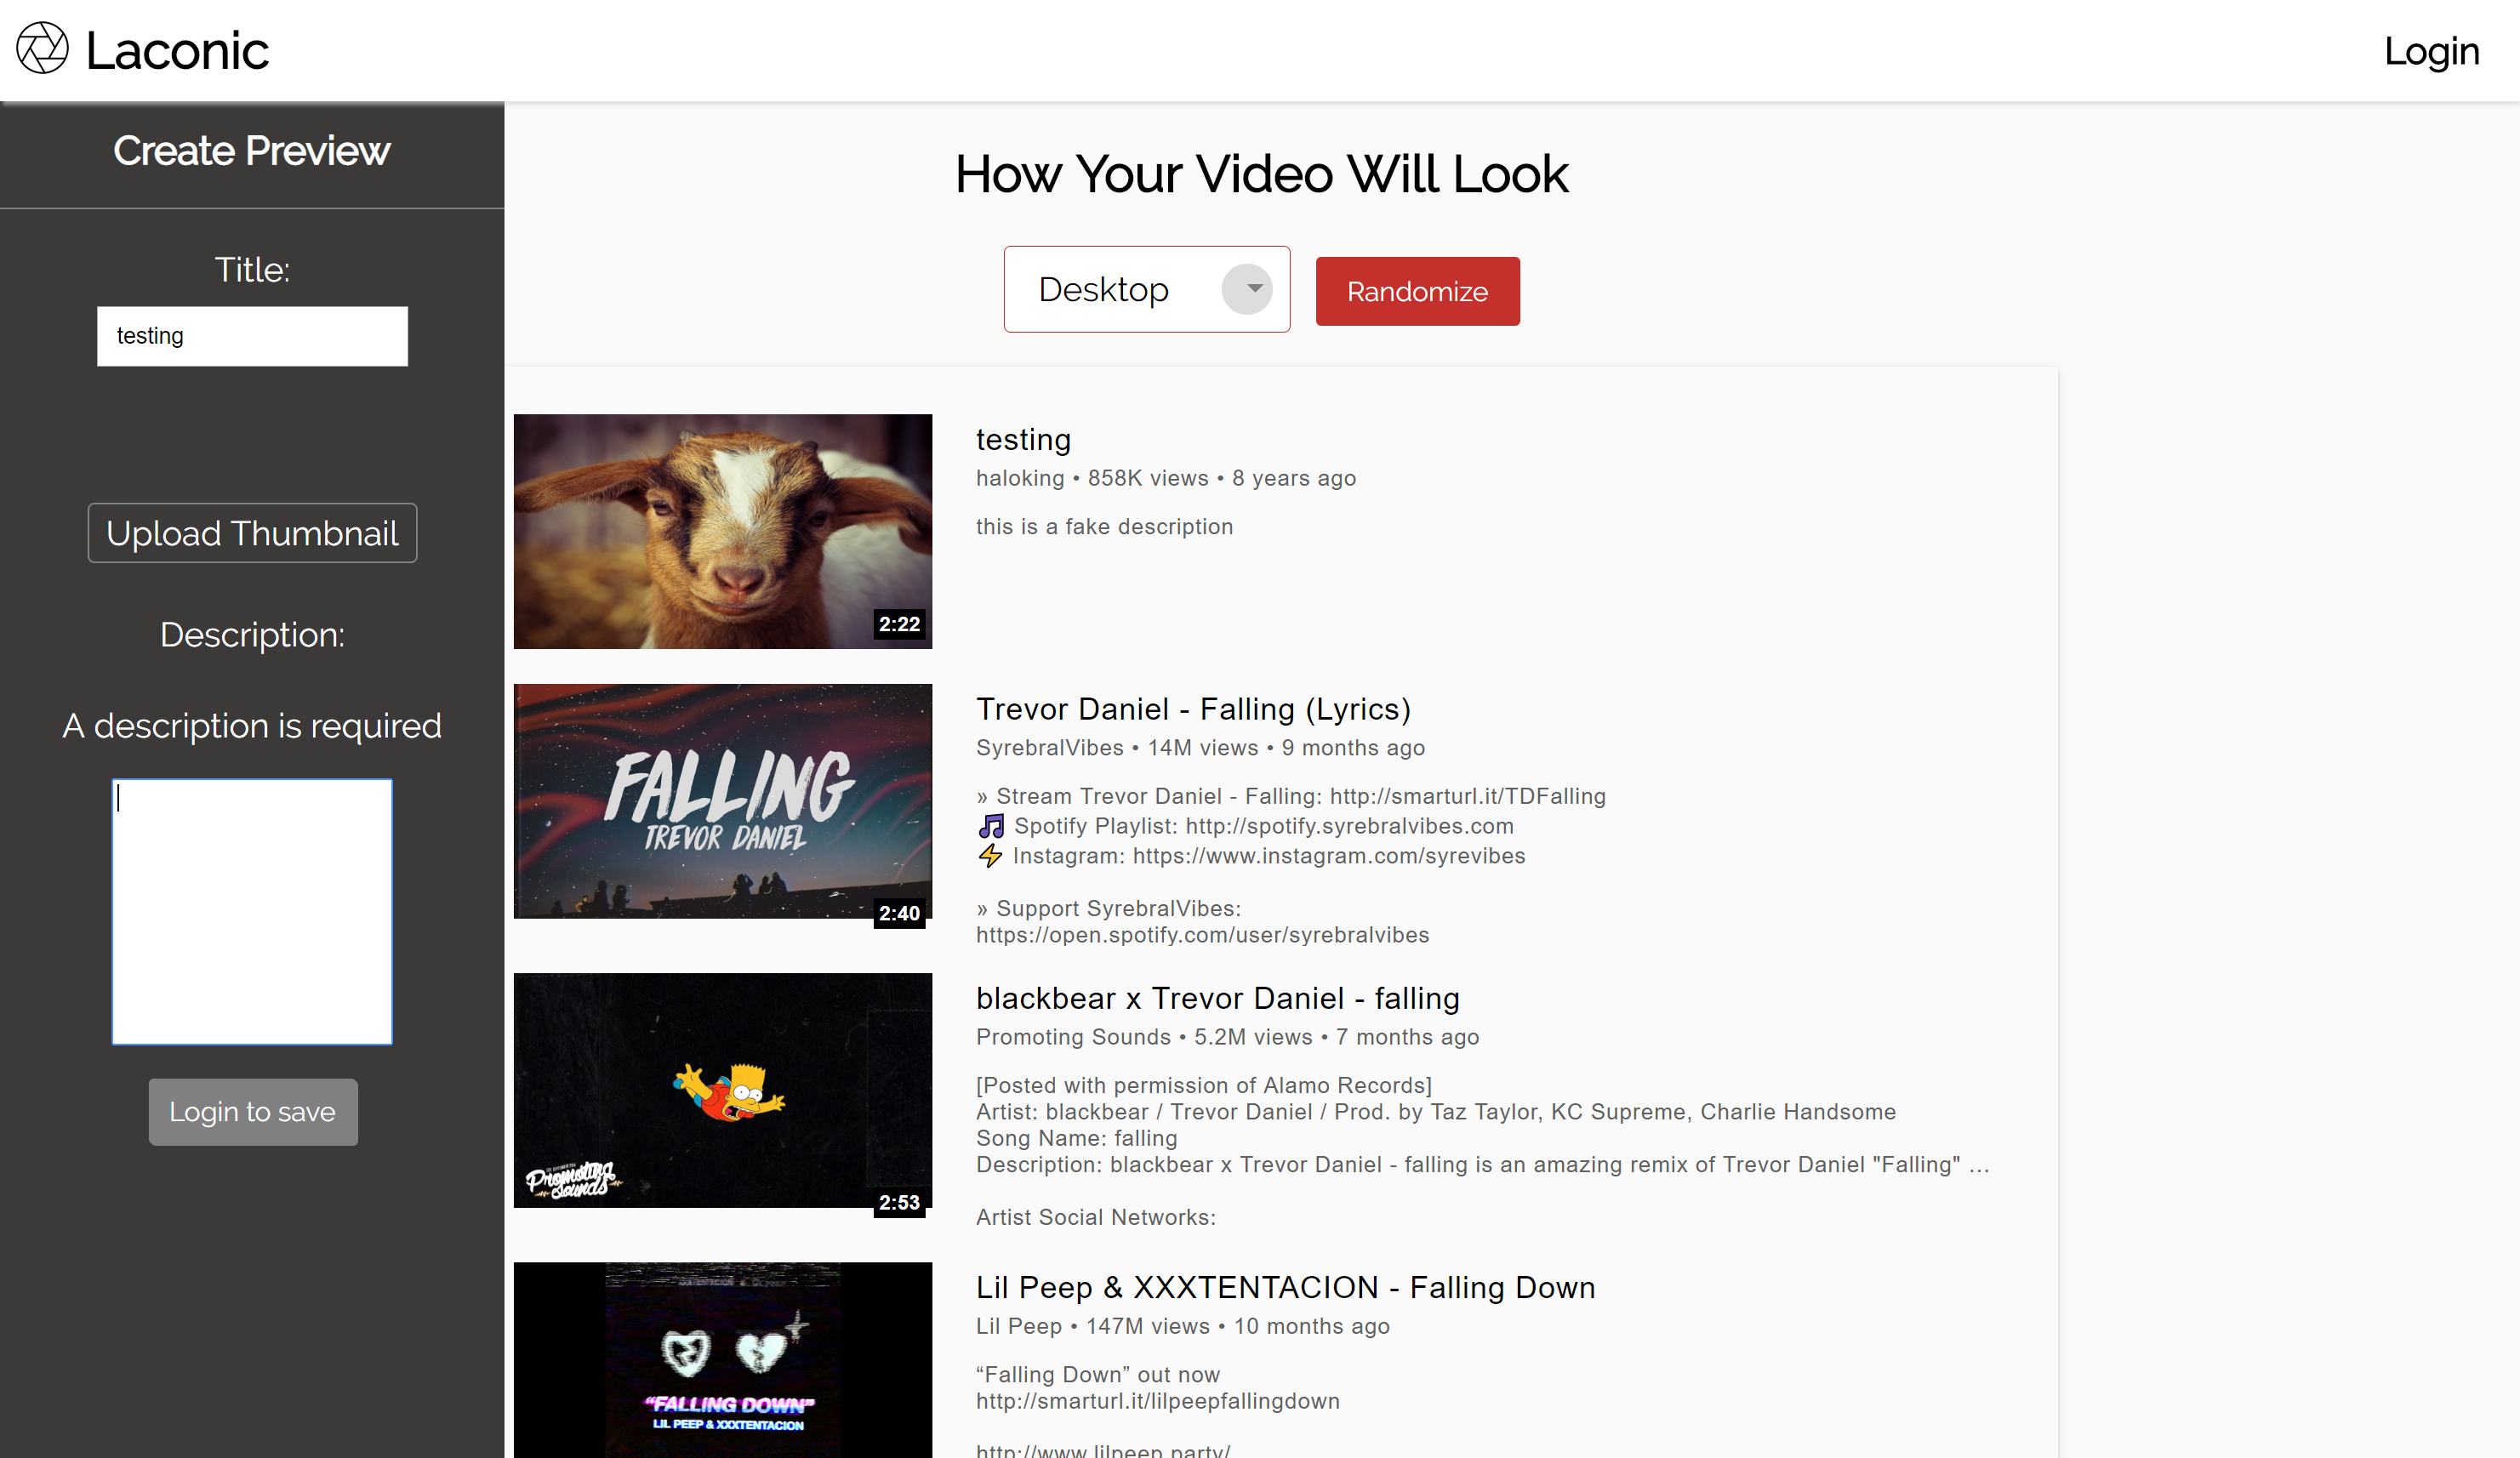 Laconic
Login
Create Preview
Title:
testing
Upload Thumbnail
Description:
A description is required
Login to save
How Your Video Will Look
Desktop
Randomize
2:22
testing
haloking • 858K views • 8 years ago
this is a fake description
FALLING
TREVOR DANIEL
2:40
Trevor Daniel - Falling (Lyrics)
SyrebralVibes • 14M views • 9 months ago
» Stream Trevor Daniel - Falling: http://smarturl.it/TDFalling
🎵 Spotify Playlist: http://spotify.syrebralvibes.com
⚡ Instagram: https://www.instagram.com/syrevibes
» Support SyrebralVibes:
https://open.spotify.com/user/syrebralvibes
Promoting
Sounds
2:53
blackbear x Trevor Daniel - falling
Promoting Sounds • 5.2M views • 7 months ago
[Posted with permission of Alamo Records]
Artist: blackbear / Trevor Daniel / Prod. by Taz Taylor, KC Supreme, Charlie Handsome
Song Name: falling
Description: blackbear x Trevor Daniel - falling is an amazing remix of Trevor Daniel "Falling" ...
Artist Social Networks:
“FALLING DOWN”
LIL PEEP & XXXTENTACION
Lil Peep & XXXTENTACION - Falling Down
Lil Peep • 147M views • 10 months ago
“Falling Down” out now
http://smarturl.it/lilpeepfallingdown
http://www.lilpeep.party/